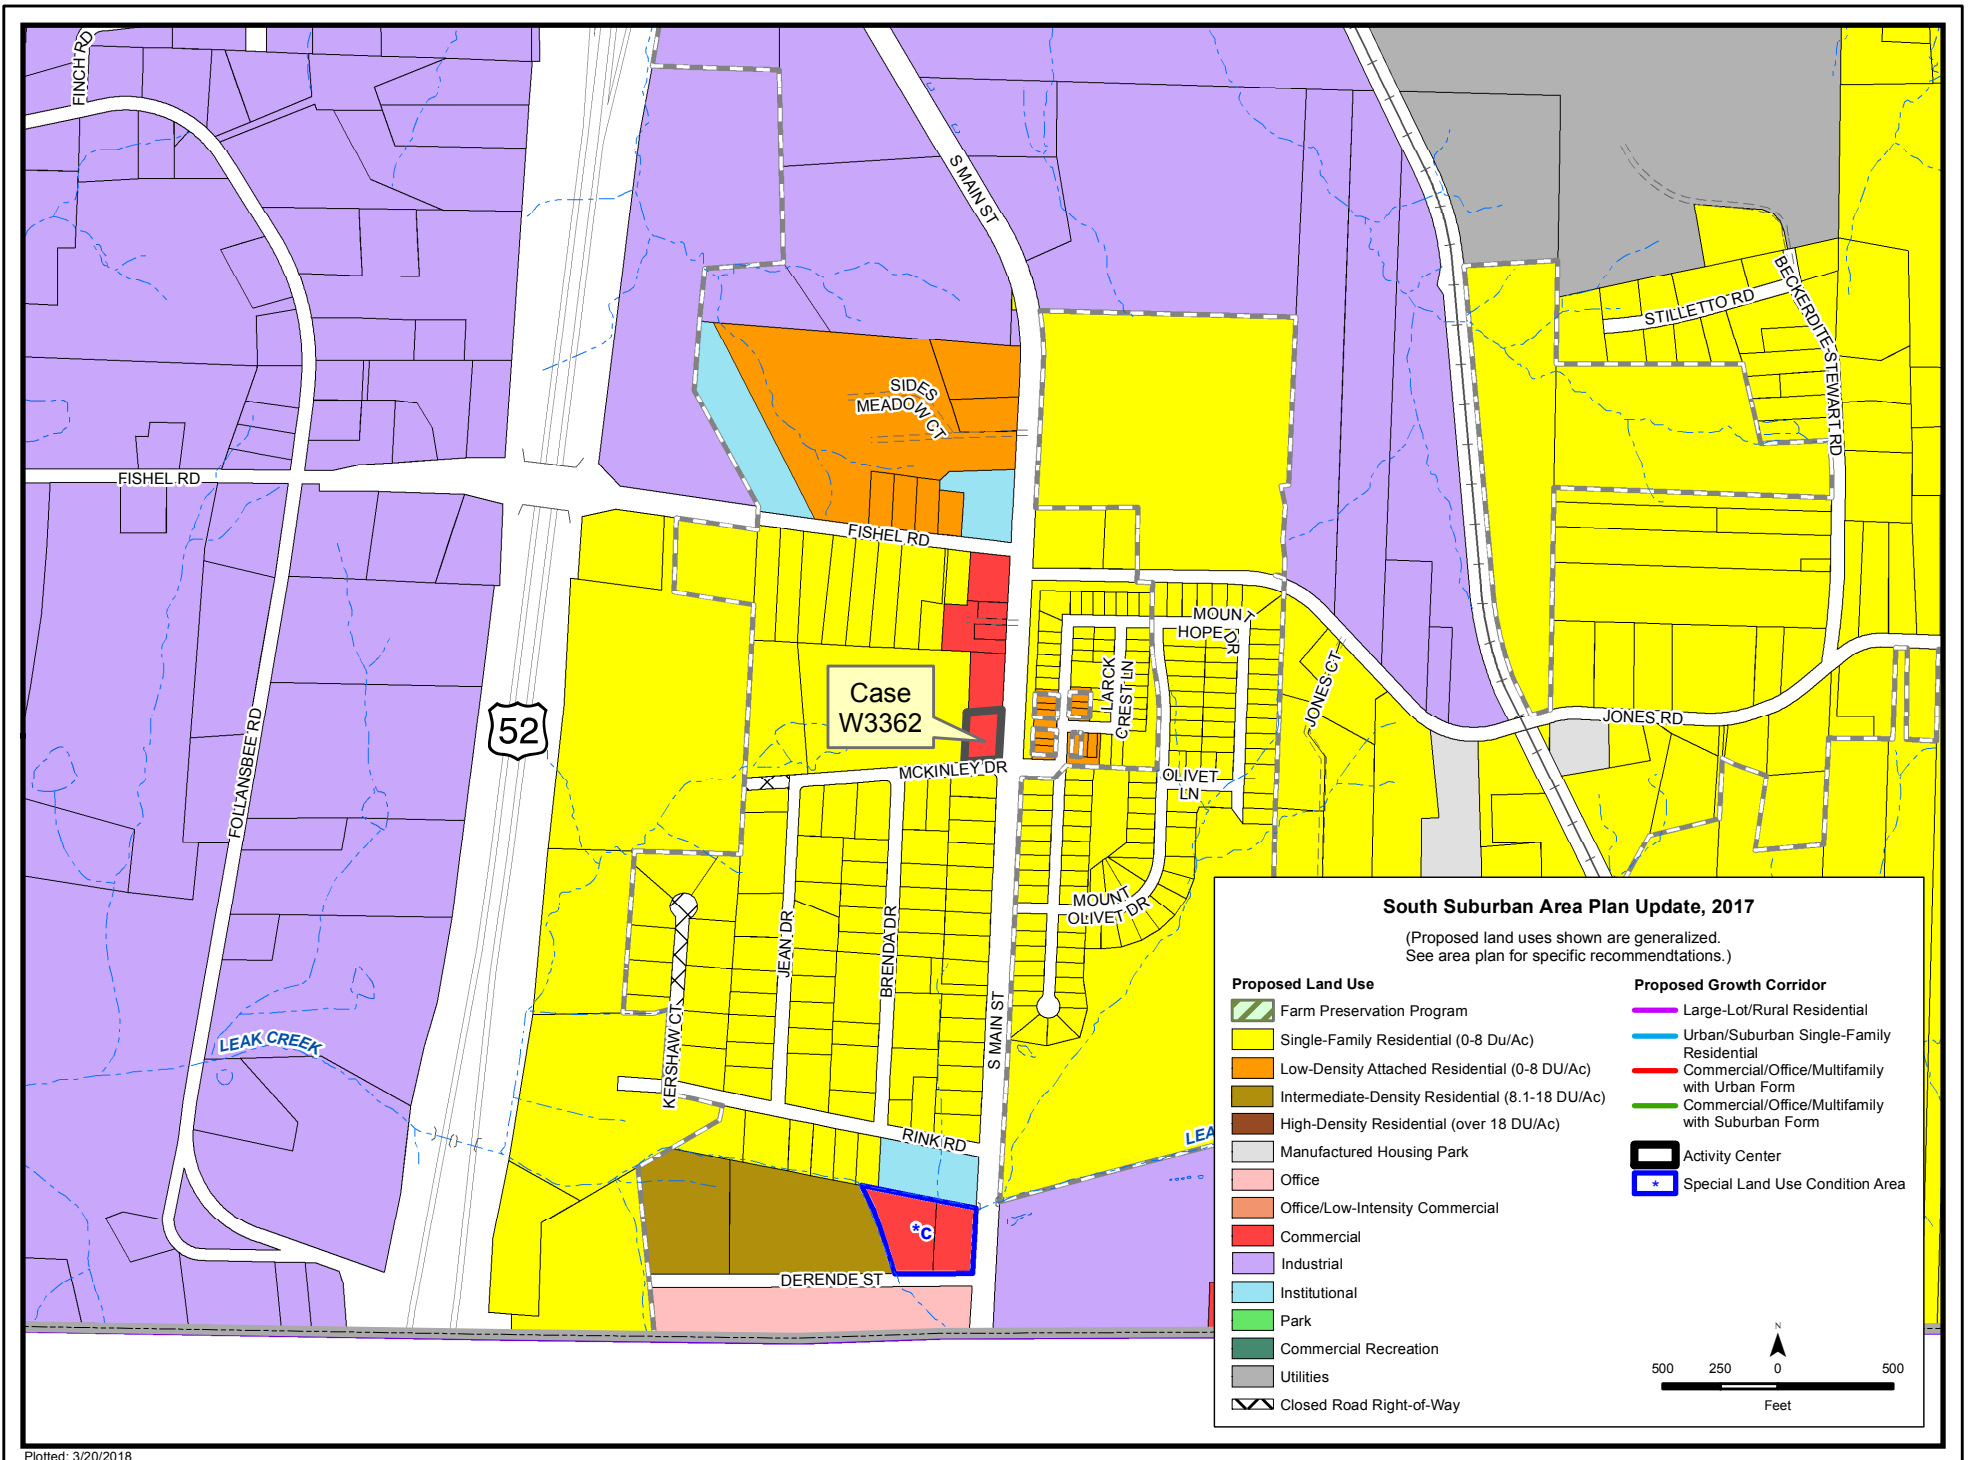 FINCH RD
S MAIN ST
BECKERDITE-STEWART RD
STILLETTO RD
SIDES
MEADOW CT
FISHEL RD
FISHEL RD
MOUNT
HOPE DR
LARCK
CREST LN
JONES CT
Case
W3362
JONES RD
52
FOLLANSBEE RD
MCKINLEY DR
OLIVET
LN
MOUNT
OLIVET DR
JEAN DR
BRENDA DR
S MAIN ST
KERSHAW CT
LEAK CREEK
RINK RD
LEA
*C
DERENDE ST
South Suburban Area Plan Update, 2017
(Proposed land uses shown are generalized.
See area plan for specific recommendtations.)
Proposed Land Use
Farm Preservation Program
Single-Family Residential (0-8 Du/Ac)
Low-Density Attached Residential (0-8 DU/Ac)
Intermediate-Density Residential (8.1-18 DU/Ac)
High-Density Residential (over 18 DU/Ac)
Manufactured Housing Park
Office
Office/Low-Intensity Commercial
Commercial
Industrial
Institutional
Park
Commercial Recreation
Utilities
Closed Road Right-of-Way
Proposed Growth Corridor
Large-Lot/Rural Residential
Urban/Suburban Single-Family
Residential
Commercial/Office/Multifamily
with Urban Form
Commercial/Office/Multifamily
with Suburban Form
Activity Center
* Special Land Use Condition Area
N
500 250 0 500
Feet
Plotted: 3/20/2018